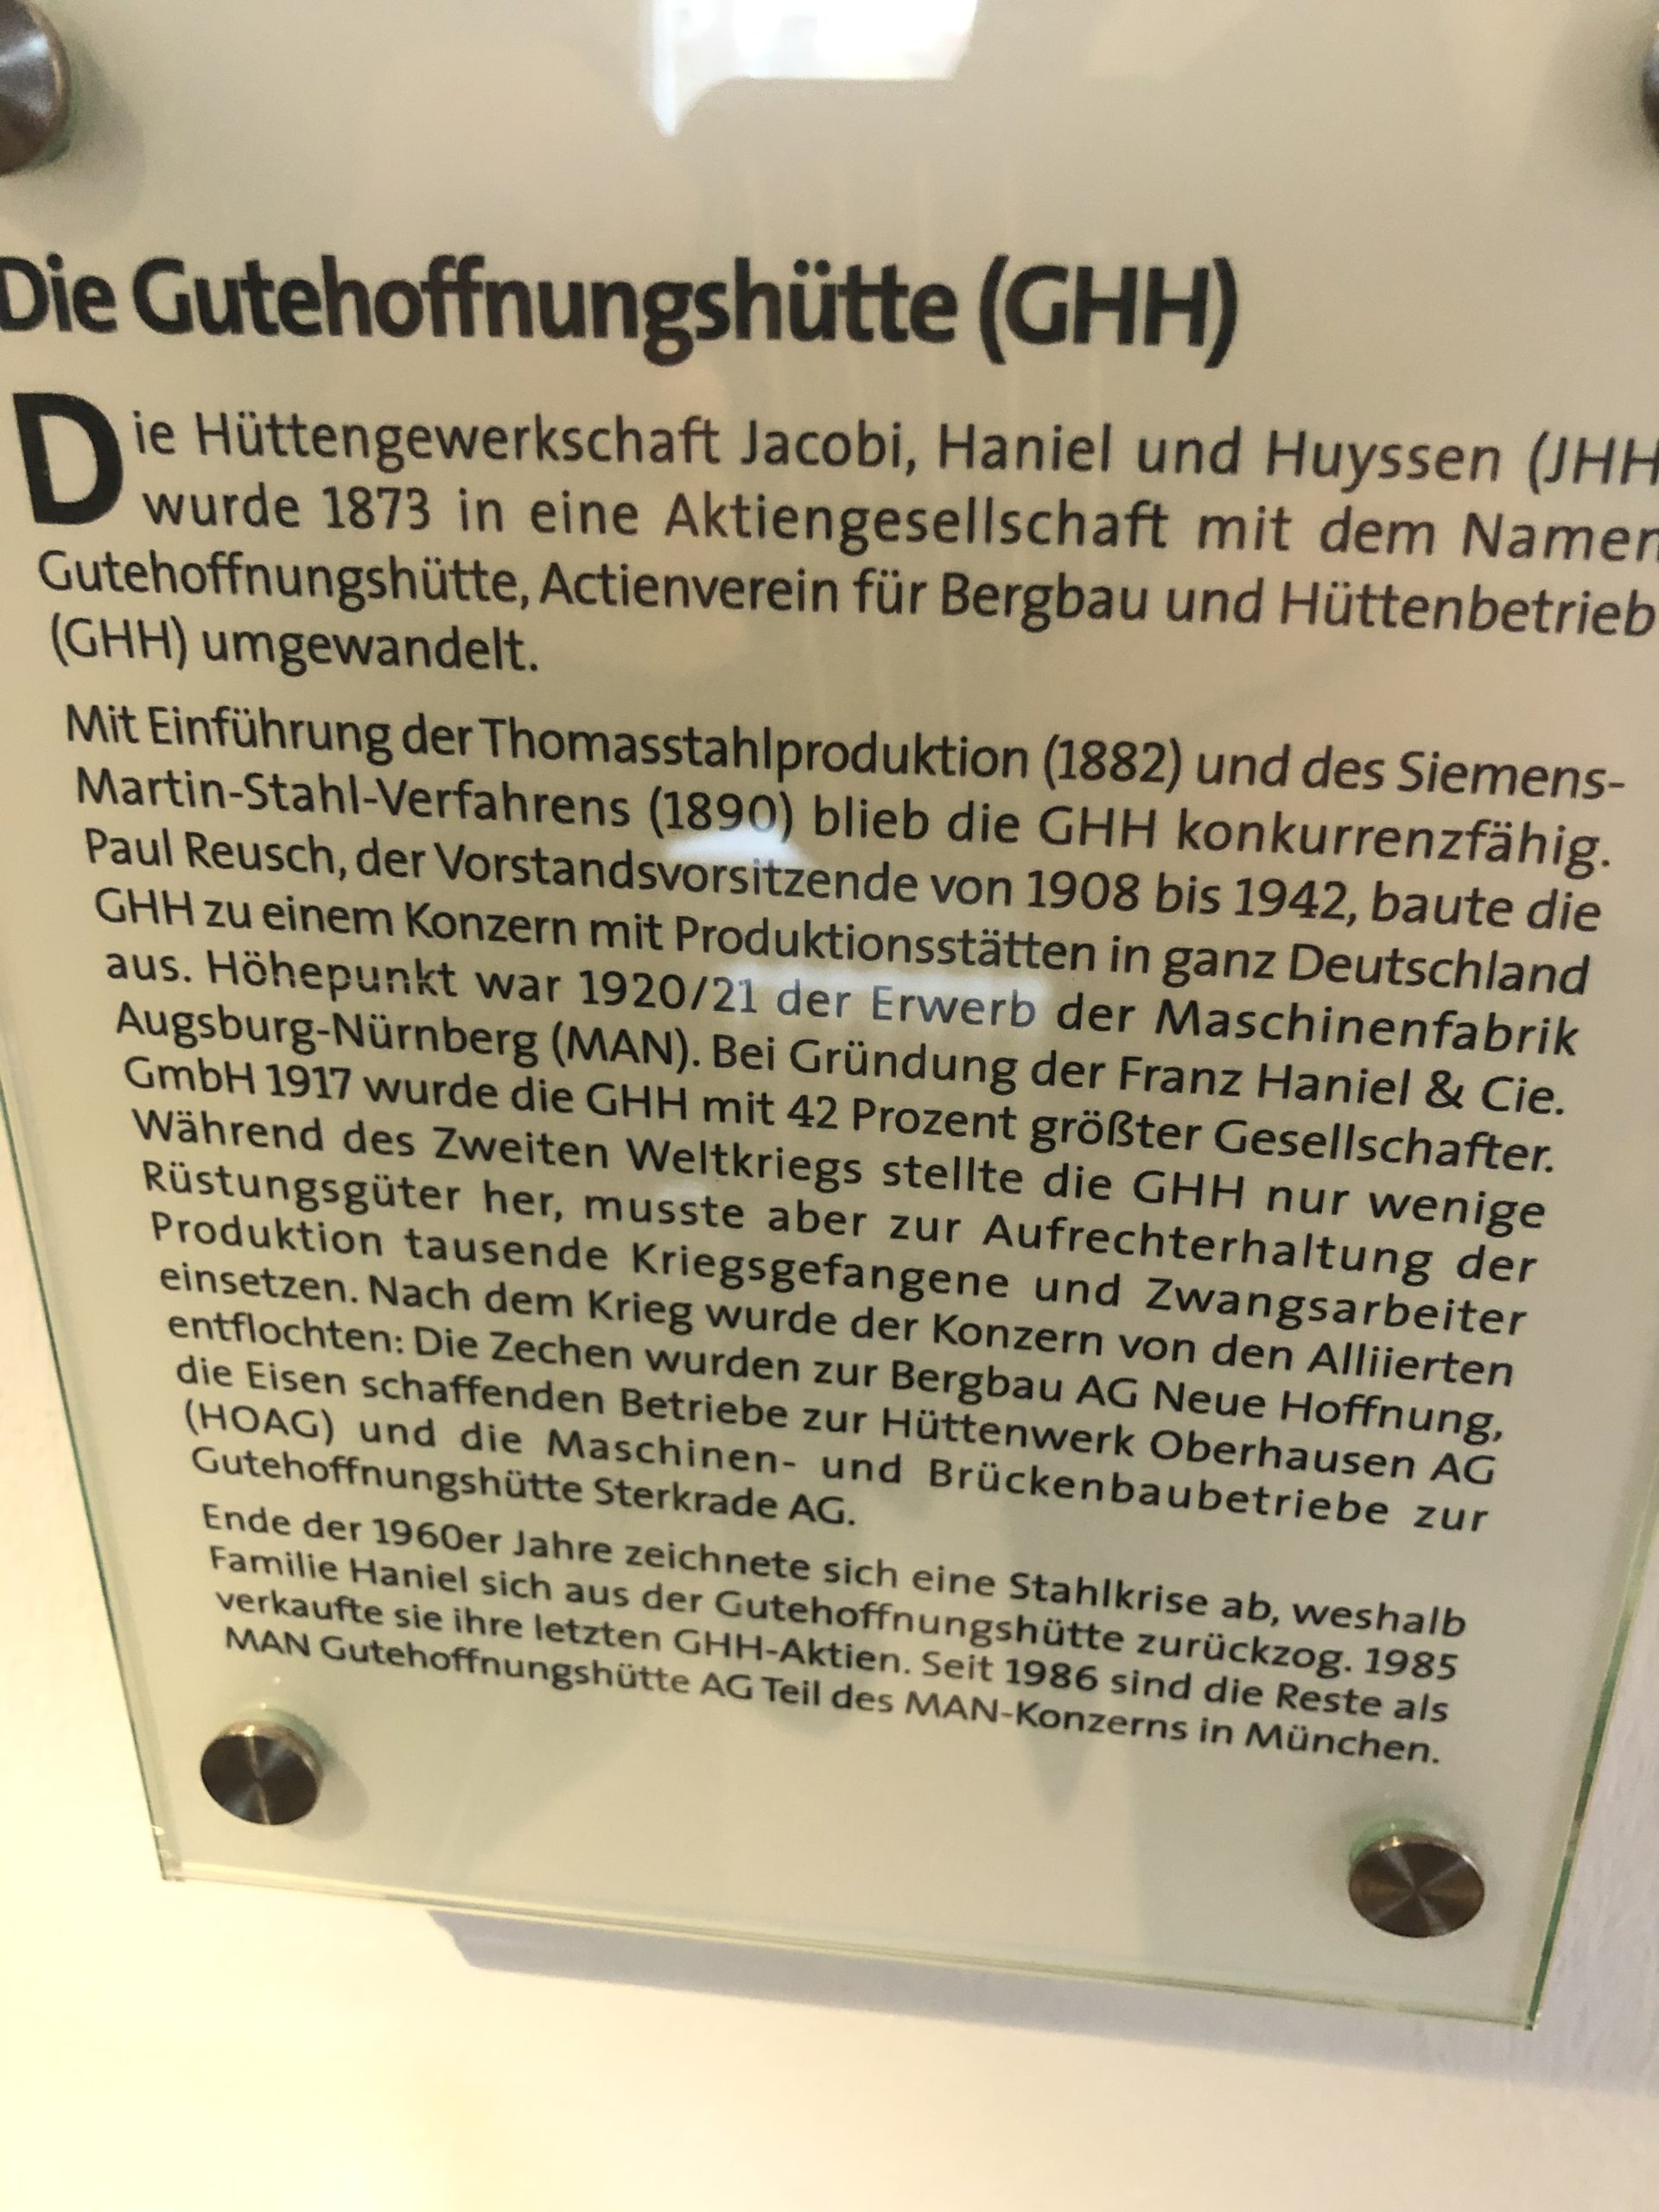 Die Gutehoffnungshütte (GHH)
Die Hüttengewerkschaft Jacobi, Haniel und Huyssen (JHH
wurde 1873 in eine Aktiengesellschaft mit dem Namen
Gutehoffnungshütte, Actienverein für Bergbau und Hüttenbetrieb
(GHH) umgewandelt.
Mit Einführung der Thomasstahlproduktion (1882) und des Siemens-
Martin-Stahl-Verfahrens (1890) blieb die GHH konkurrenzfähig.
Paul Reusch, der Vorstandsvorsitzende von 1908 bis 1942, baute die
GHH zu einem Konzern mit Produktionsstätten in ganz Deutschland
aus. Höhepunkt war 1920/21 der Erwerb der Maschinenfabrik
Augsburg-Nürnberg (MAN). Bei Gründung der Franz Haniel & Cie.
GmbH 1917 wurde die GHH mit 42 Prozent größter Gesellschafter.
Während des Zweiten Weltkriegs stellte die GHH nur wenige
Rüstungsgüter her, musste aber zur Aufrechterhaltung der
Produktion tausende Kriegsgefangene und Zwangsarbeiter
einsetzen. Nach dem Krieg wurde der Konzern von den Alliierten
entflochten: Die Zechen wurden zur Bergbau AG Neue Hoffnung,
die Eisen schaffenden Betriebe zur Hüttenwerk Oberhausen AG
(HOAG) und die Maschinen- und Brückenbaubetriebe zur
Gutehoffnungshütte Sterkrade AG.
Ende der 1960er Jahre zeichnete sich eine Stahlkrise ab, weshalb
Familie Haniel sich aus der Gutehoffnungshütte zurückzog. 1985
verkaufte sie ihre letzten GHH-Aktien. Seit 1986 sind die Reste als
MAN Gutehoffnungshütte AG Teil des MAN-Konzerns in München.